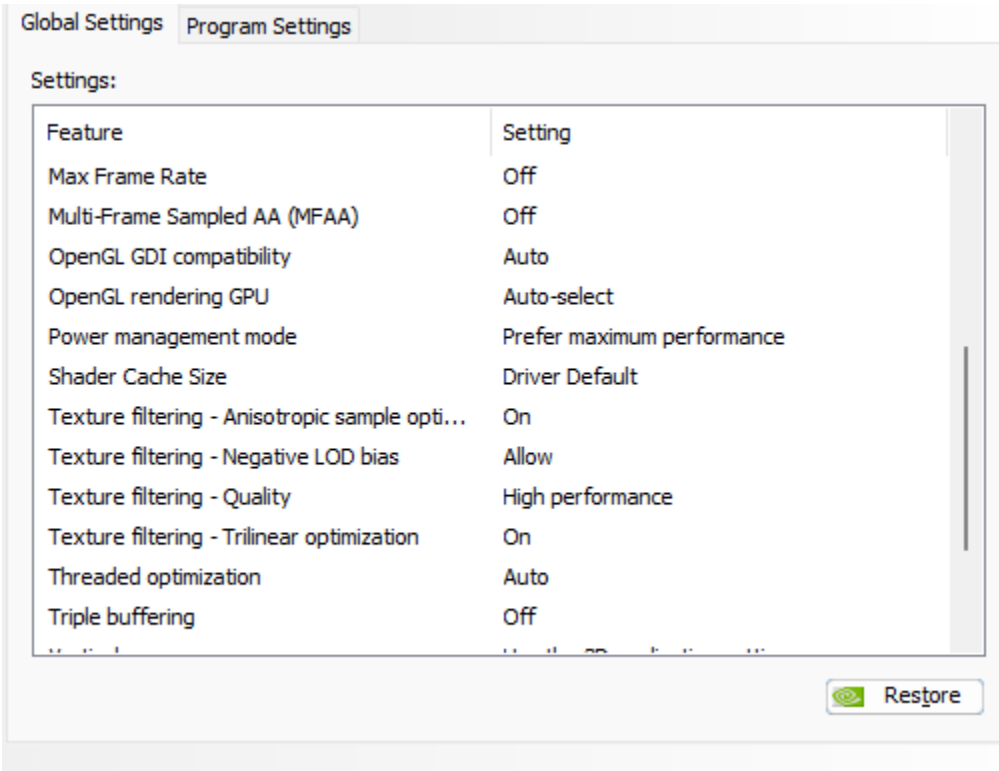 Global Settings Program Settings
Settings:
Feature Setting
Max Frame Rate Off
Multi-Frame Sampled AA (MFAA) Off
OpenGL GDI compatibility Auto
OpenGL rendering GPU Auto-select
Power management mode Prefer maximum performance
Shader Cache Size Driver Default
Texture filtering - Anisotropic sample opti... On
Texture filtering - Negative LOD bias Allow
Texture filtering - Quality High performance
Texture filtering - Trilinear optimization On
Threaded optimization Auto
Triple buffering Off
Restore